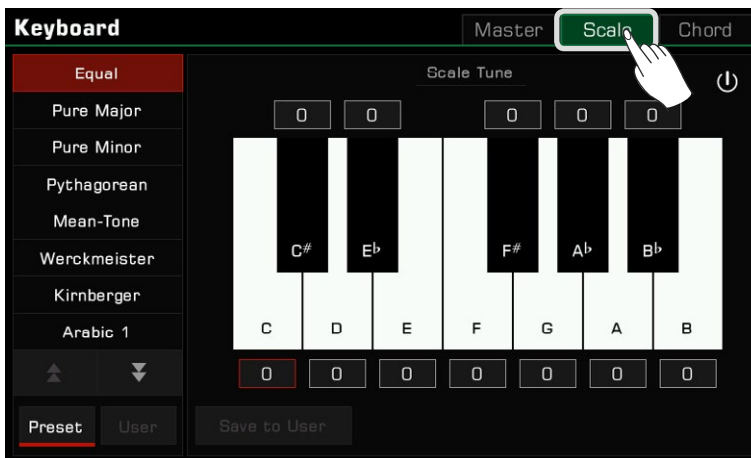 Keyboard
Master Scale Chord
Equal
Pure Major
Pure Minor
Pythagorean
Mean-Tone
Werckmeister
Kirnberger
Arabic 1
Preset User
Scale Tune
0 0 0 0 0
C# E♭ F# A♭ B♭
C D E F G A B
0 0 0 0 0 0 0
Save to User